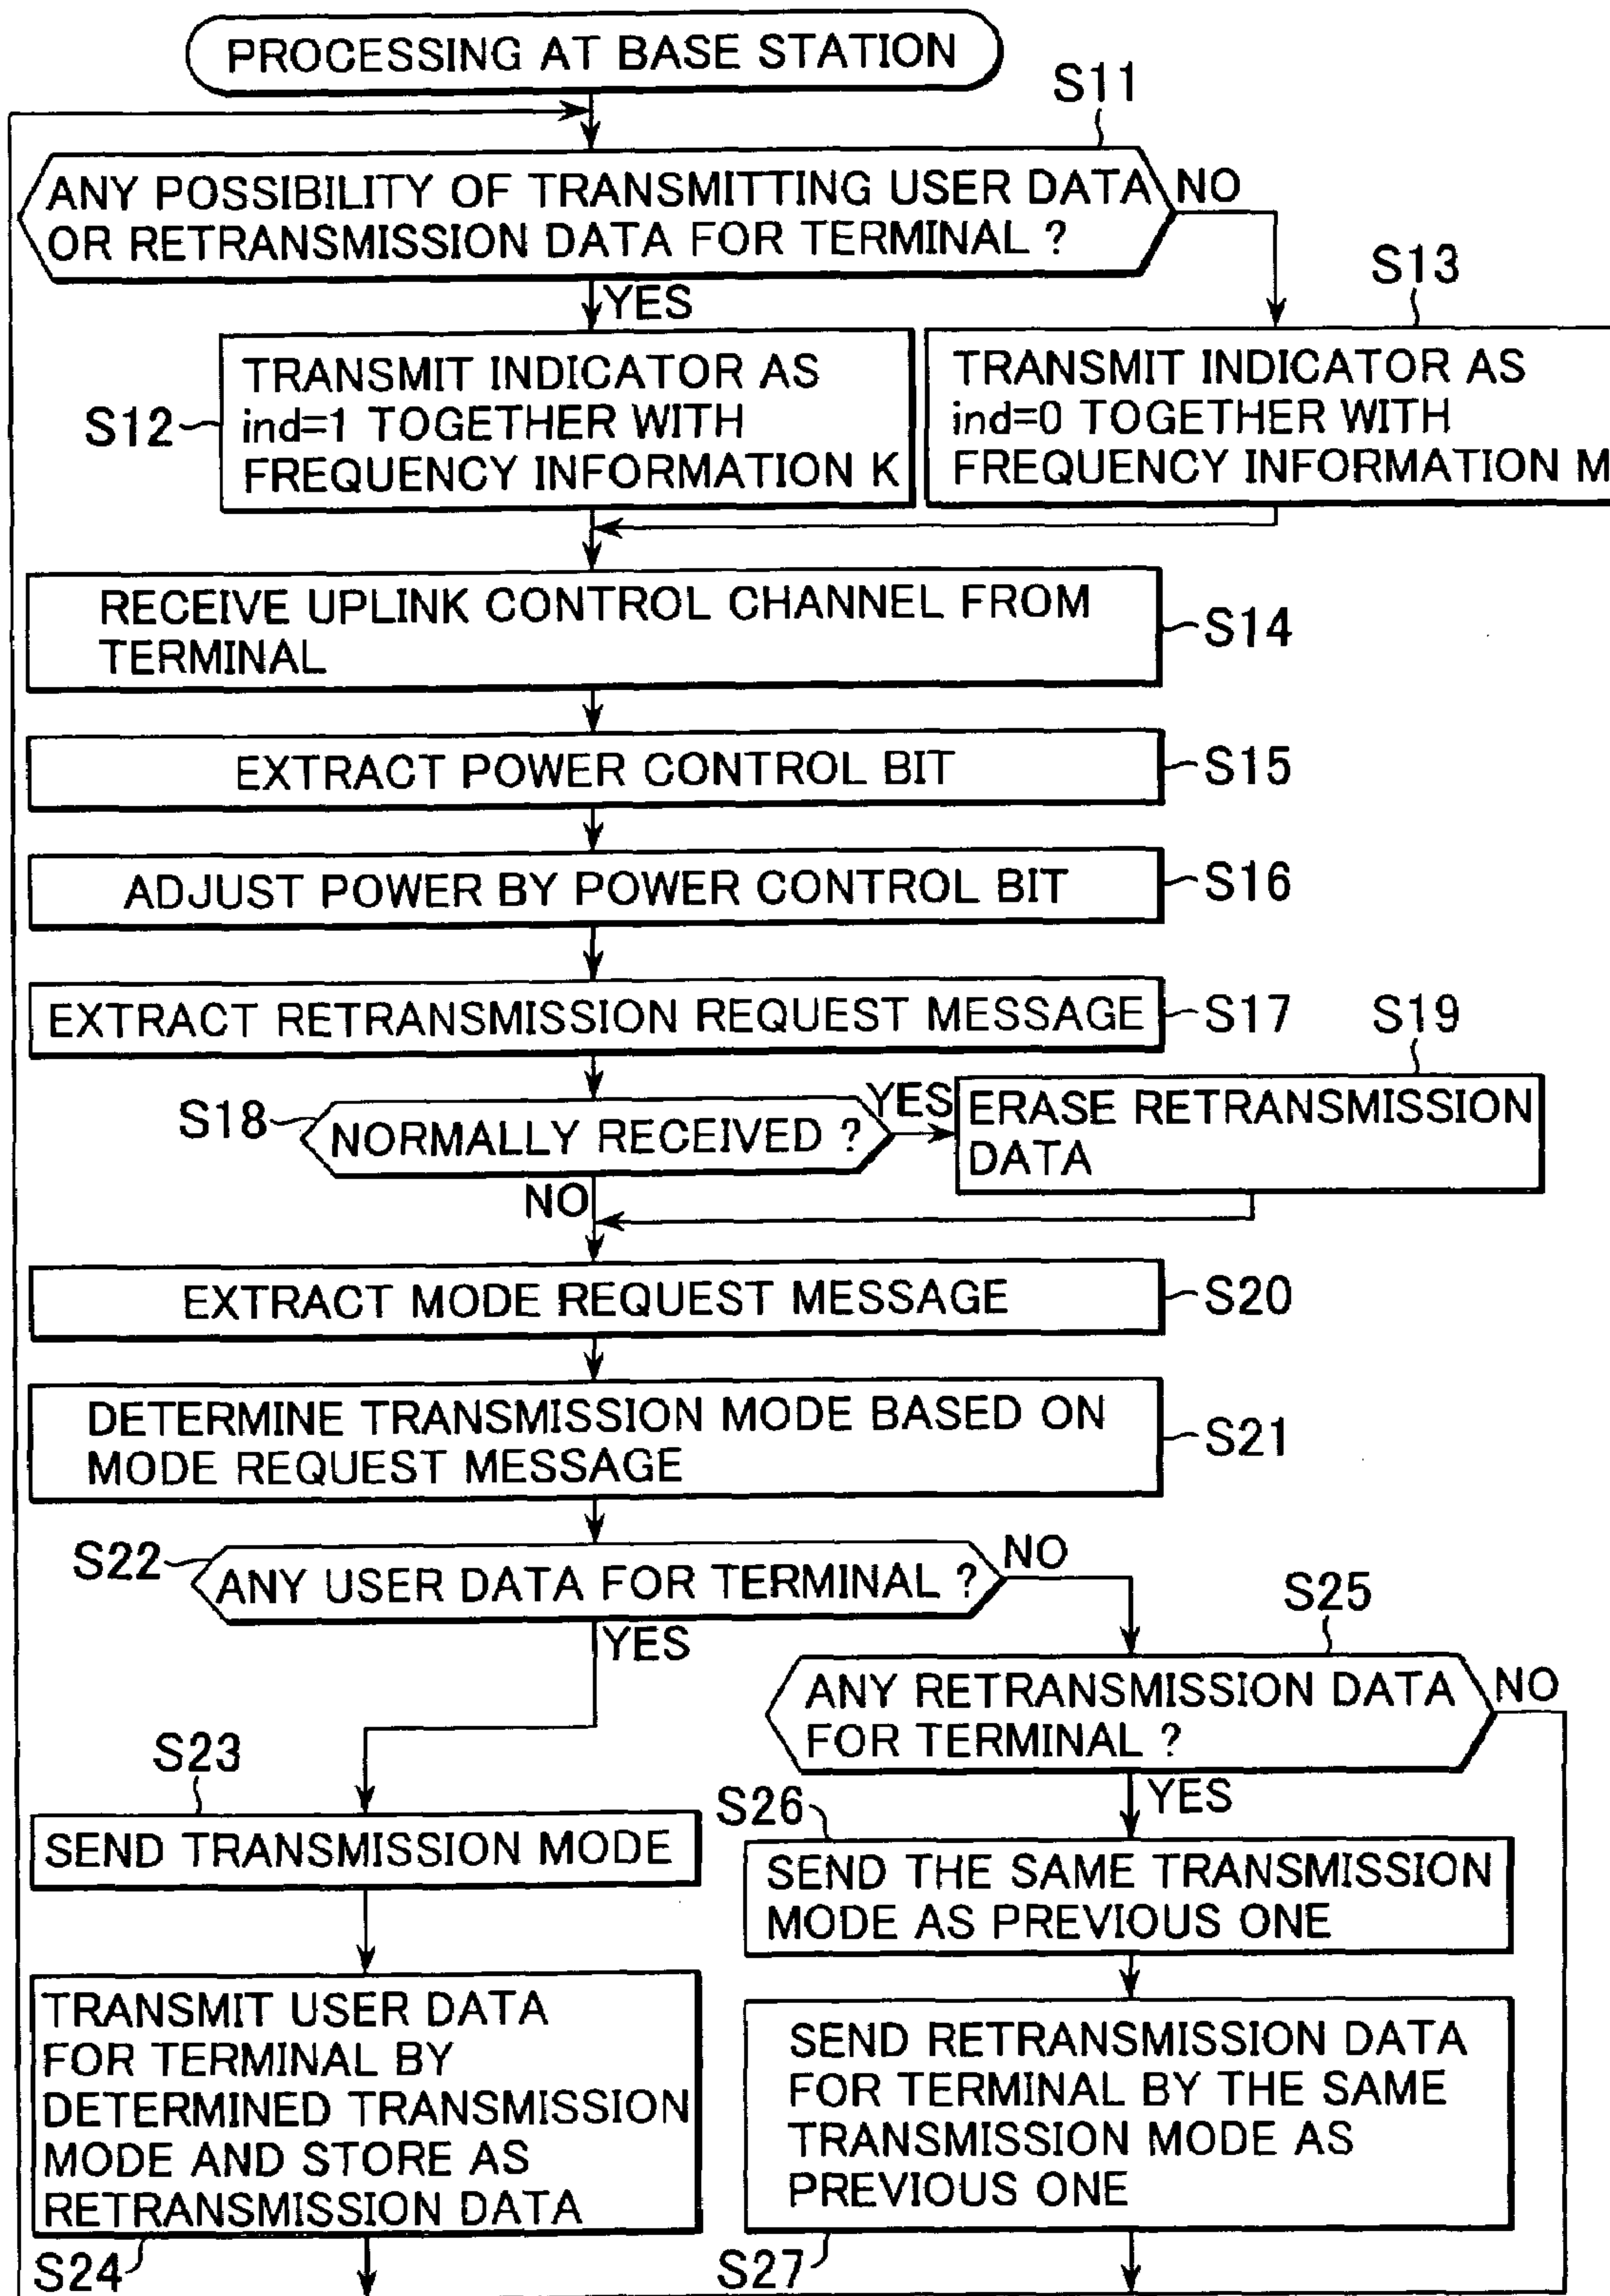 PROCESSING AT BASE STATION
S11
ANY POSSIBILITY OF TRANSMITTING USER DATA
OR RETRANSMISSION DATA FOR TERMINAL ?
NO
YES
S12
TRANSMIT INDICATOR AS
ind=1 TOGETHER WITH
FREQUENCY INFORMATION K
S13
TRANSMIT INDICATOR AS
ind=0 TOGETHER WITH
FREQUENCY INFORMATION M
RECEIVE UPLINK CONTROL CHANNEL FROM
TERMINAL
S14
EXTRACT POWER CONTROL BIT
S15
ADJUST POWER BY POWER CONTROL BIT
S16
EXTRACT RETRANSMISSION REQUEST MESSAGE
S17
S18
NORMALLY RECEIVED ?
YES
NO
S19
ERASE RETRANSMISSION
DATA
EXTRACT MODE REQUEST MESSAGE
S20
DETERMINE TRANSMISSION MODE BASED ON
MODE REQUEST MESSAGE
S21
S22
ANY USER DATA FOR TERMINAL ?
NO
YES
S25
ANY RETRANSMISSION DATA
FOR TERMINAL ?
NO
YES
S23
SEND TRANSMISSION MODE
S26
SEND THE SAME TRANSMISSION
MODE AS PREVIOUS ONE
TRANSMIT USER DATA
FOR TERMINAL BY
DETERMINED TRANSMISSION
MODE AND STORE AS
RETRANSMISSION DATA
S24
SEND RETRANSMISSION DATA
FOR TERMINAL BY THE SAME
TRANSMISSION MODE AS
PREVIOUS ONE
S27